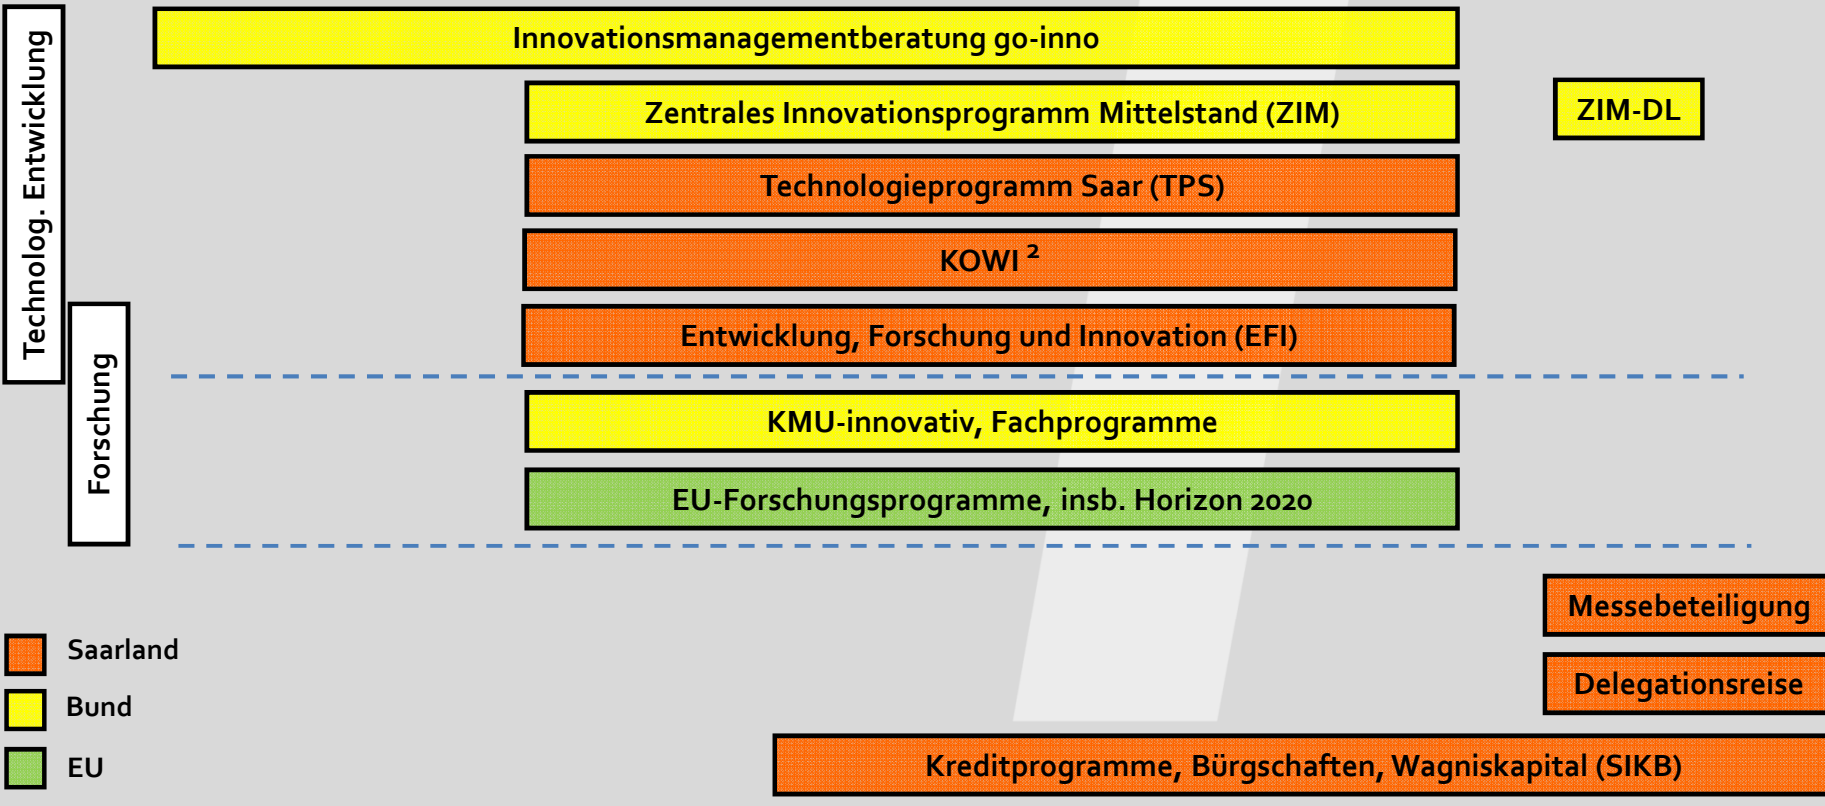 Technolog. Entwicklung
Innovationsmanagementberatung go-inno
Zentrales Innovationsprogramm Mittelstand (ZIM)
ZIM-DL
Technologieprogramm Saar (TPS)
KOWI ²
Entwicklung, Forschung und Innovation (EFI)
Forschung
KMU-innovativ, Fachprogramme
EU-Forschungsprogramme, insb. Horizon 2020
Messebeteiligung
Delegationsreise
Kreditprogramme, Bürgschaften, Wagniskapital (SIKB)
Saarland
Bund
EU